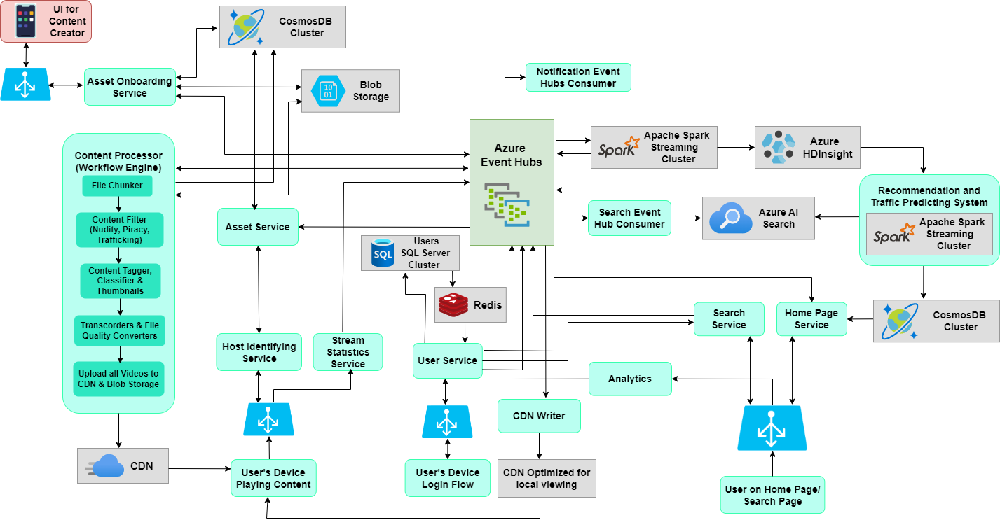 UI for
Content
Creator
CosmosDB
Cluster
Asset Onboarding
Service
10
01
Blob
Storage
Notification Event
Hubs Consumer
Content Processor
(Workflow Engine)
File Chunker
Content Filter
(Nudity, Piracy,
Trafficking)
Content Tagger,
Classifier &
Thumbnails
Transcorders & File
Quality Converters
Upload all Videos to
CDN & Blob Storage
CDN
Azure
Event Hubs
Spark
Apache Spark
Streaming
Cluster
Azure
HDInsight
Recommendation and
Traffic Predicting System
Spark
Apache Spark
Streaming
Cluster
Search Event
Hub Consumer
Azure AI
Search
Asset Service
SQL
Users
SQL Server
Cluster
Redis
Search
Service
Home Page
Service
CosmosDB
Cluster
Host Identifying
Service
Stream
Statistics
Service
User Service
Analytics
CDN Writer
User's Device
Playing Content
User's Device
Login Flow
CDN Optimized for
local viewing
User on Home Page/
Search Page